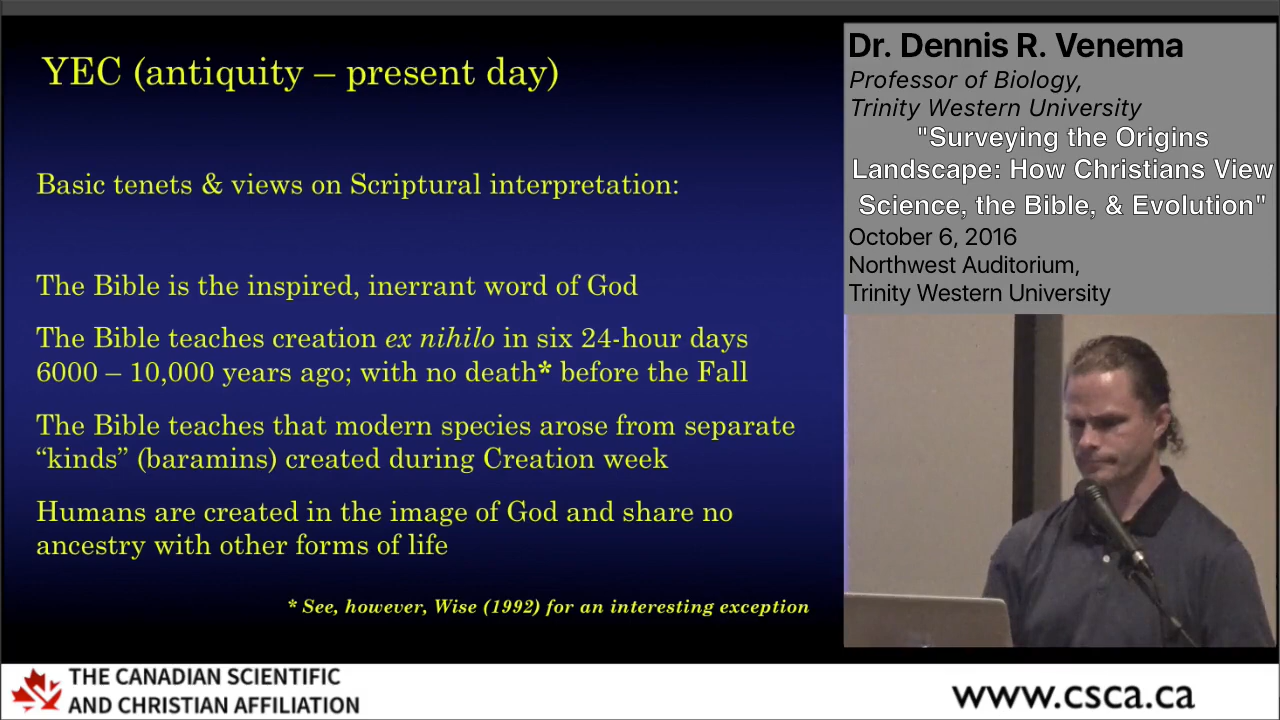 YEC (antiquity – present day)
Basic tenets & views on Scriptural interpretation:
The Bible is the inspired, inerrant word of God
The Bible teaches creation ex nihilo in six 24-hour days
6000 – 10,000 years ago; with no death* before the Fall
The Bible teaches that modern species arose from separate
“kinds” (baramins) created during Creation week
Humans are created in the image of God and share no
ancestry with other forms of life
* See, however, Wise (1992) for an interesting exception
Dr. Dennis R. Venema
Professor of Biology,
Trinity Western University
"Surveying the Origins
Landscape: How Christians View
Science, the Bible, & Evolution"
October 6, 2016
Northwest Auditorium,
Trinity Western University
THE CANADIAN SCIENTIFIC
AND CHRISTIAN AFFILIATION
www.csca.ca